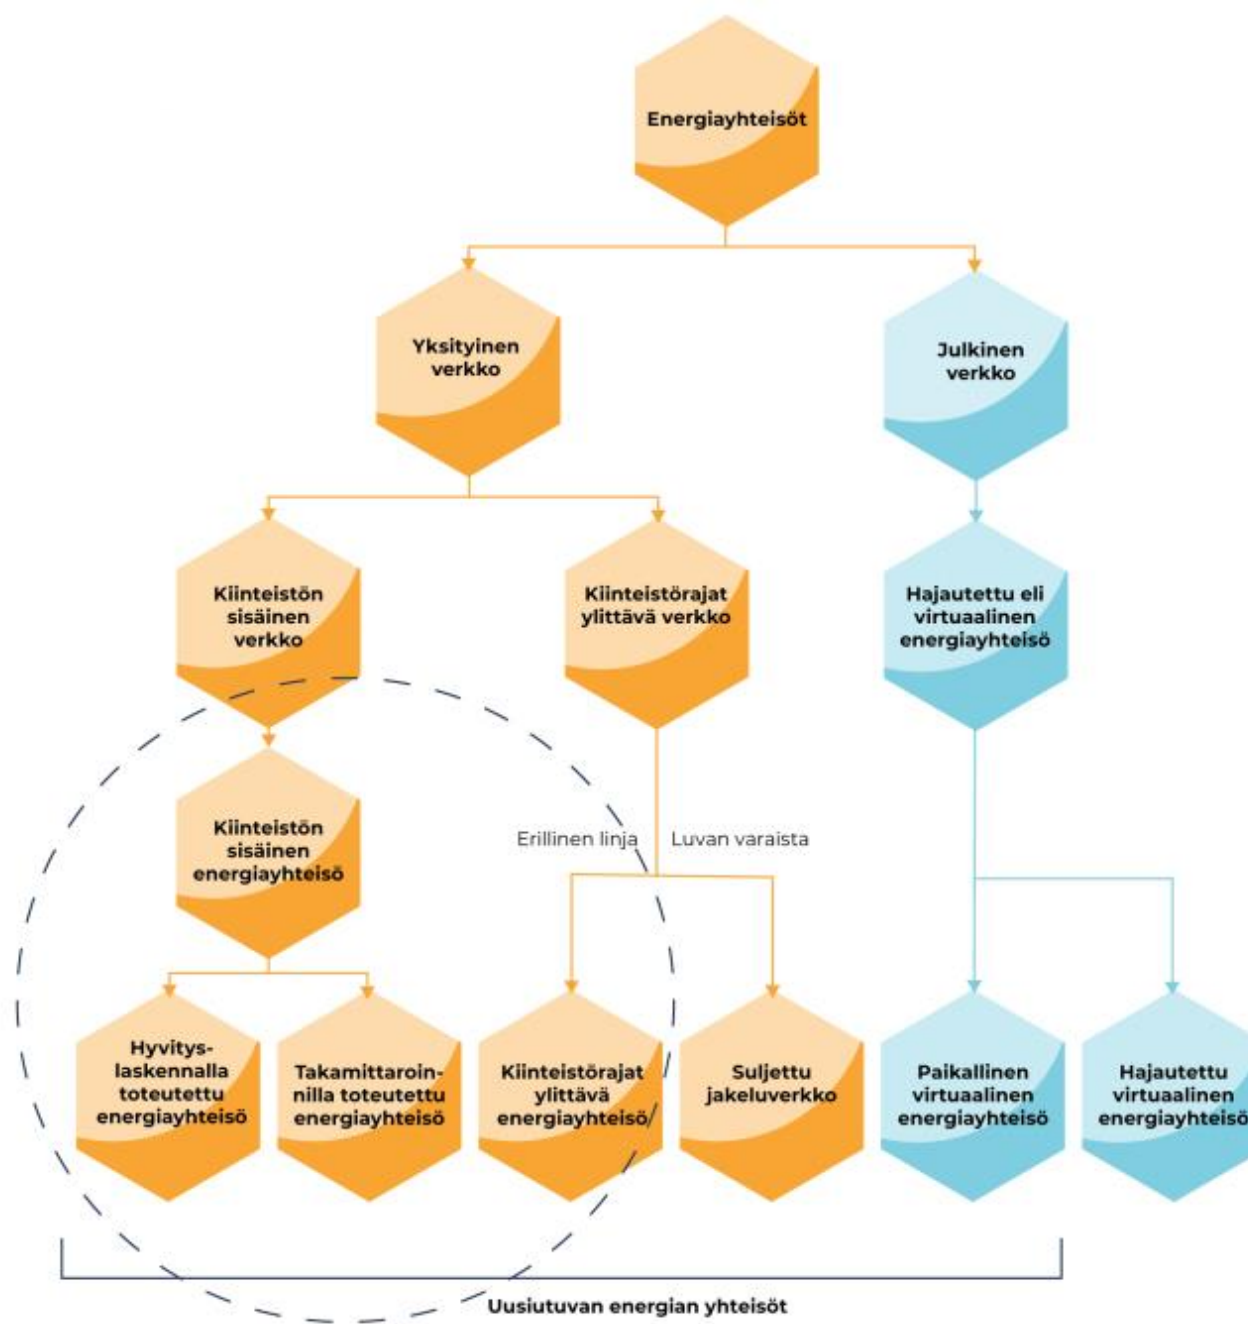 Energiayhteisöt
Yksityinen
verkko
Julkinen
verkko
Kiinteistön
sisäinen
verkko
Kiinteistörajat
ylittävä verkko
Hajautettu eli
virtuaalinen
energiayhteisö
Kiinteistön
sisäinen
energiayhteisö
Erillinen linja
Luvan varaista
Hyvitys-
laskennalla
toteutettu
energiayhteisö
Takamittaroin-
nilla toteutettu
energiayhteisö
Kiinteistörajat
ylittävä
energiayhteisö
Suljettu
jakeluverkko
Paikallinen
virtuaalinen
energiayhteisö
Hajautettu
virtuaalinen
energiayhteisö
Uusiutuvan energian yhteisöt